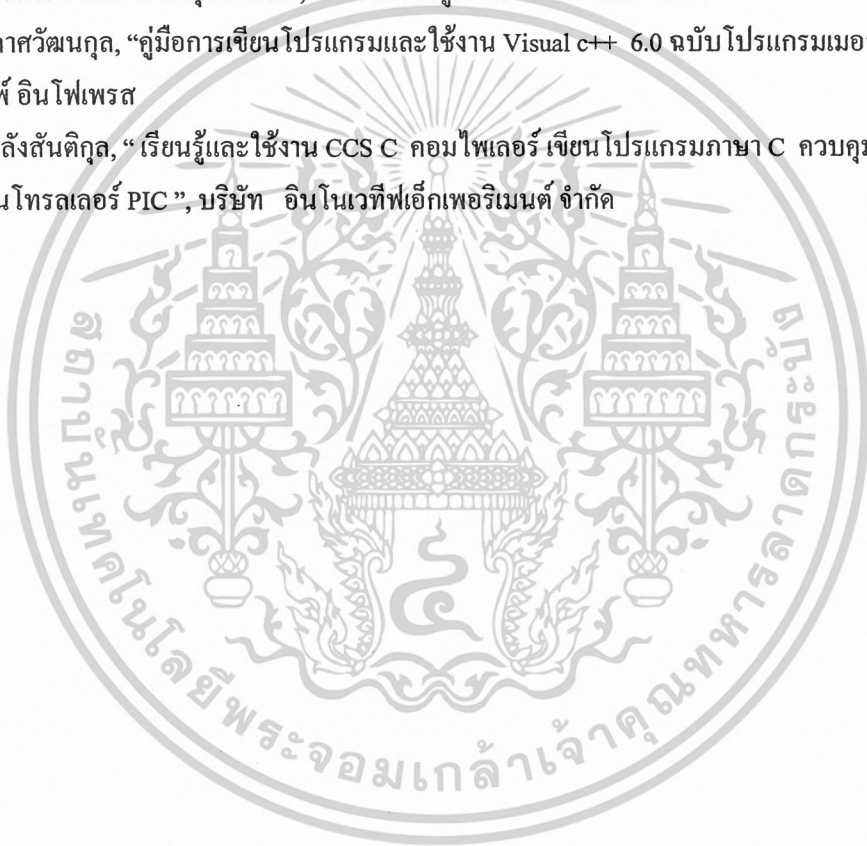 าศวัฒนกุล, “คู่มือการเขียนโปรแกรมและใช้งาน Visual c++ 6.0 ฉบับโปรแกรมเมอ
พ์ อินโฟเพรส
ลังสันติกุล, “ เรียนรู้และใช้งาน CCS C คอมไพเลอร์ เขียนโปรแกรมภาษา C ควบคุม
นโทรลเลอร์ PIC ”, บริษัท อินโนเวทีฟเอ็กเพอริเมนต์ จำกัด
สถาบันเทคโนโลยีพระจอมเกล้าเจ้าคุณทหารลาดกระบัง